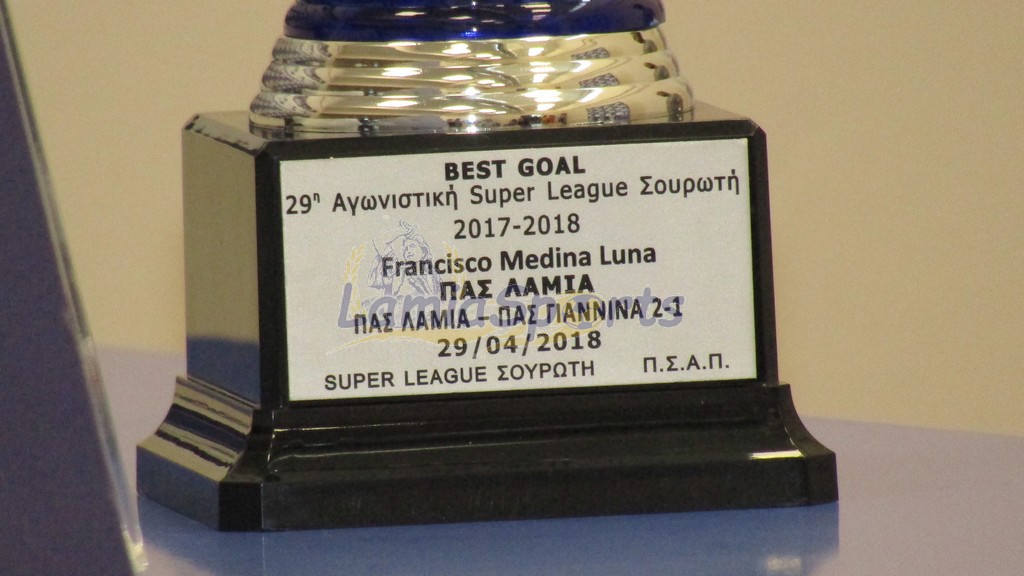 BEST GOAL
29η Αγωνιστική Super League Σουρωτή
2017-2018
Francisco Medina Luna
ΠΑΣ ΛΑΜΙΑ
LamiaSports
ΠΑΣ ΛΑΜΙΑ – ΠΑΣ ΓΙΑΝΝΙΝΑ 2-1
29/04/2018
SUPER LEAGUE ΣΟΥΡΩΤΗ Π.Σ.Α.Π.